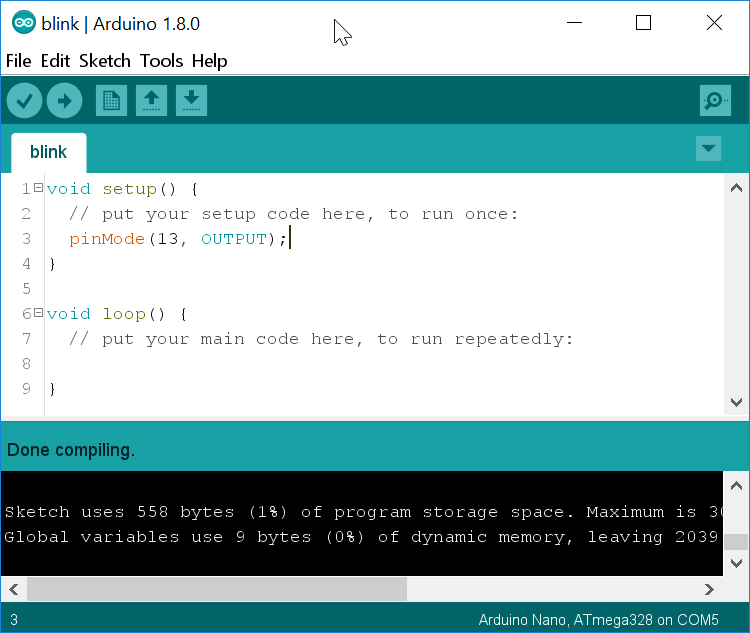 blink | Arduino 1.8.0
File Edit Sketch Tools Help
blink
1 void setup() {
2 // put your setup code here, to run once:
3 pinMode(13, OUTPUT);
4 }
5
6 void loop() {
7 // put your main code here, to run repeatedly:
8
9 }
Done compiling.
Sketch uses 558 bytes (1%) of program storage space. Maximum is 30
Global variables use 9 bytes (0%) of dynamic memory, leaving 2039
3 Arduino Nano, ATmega328 on COM5